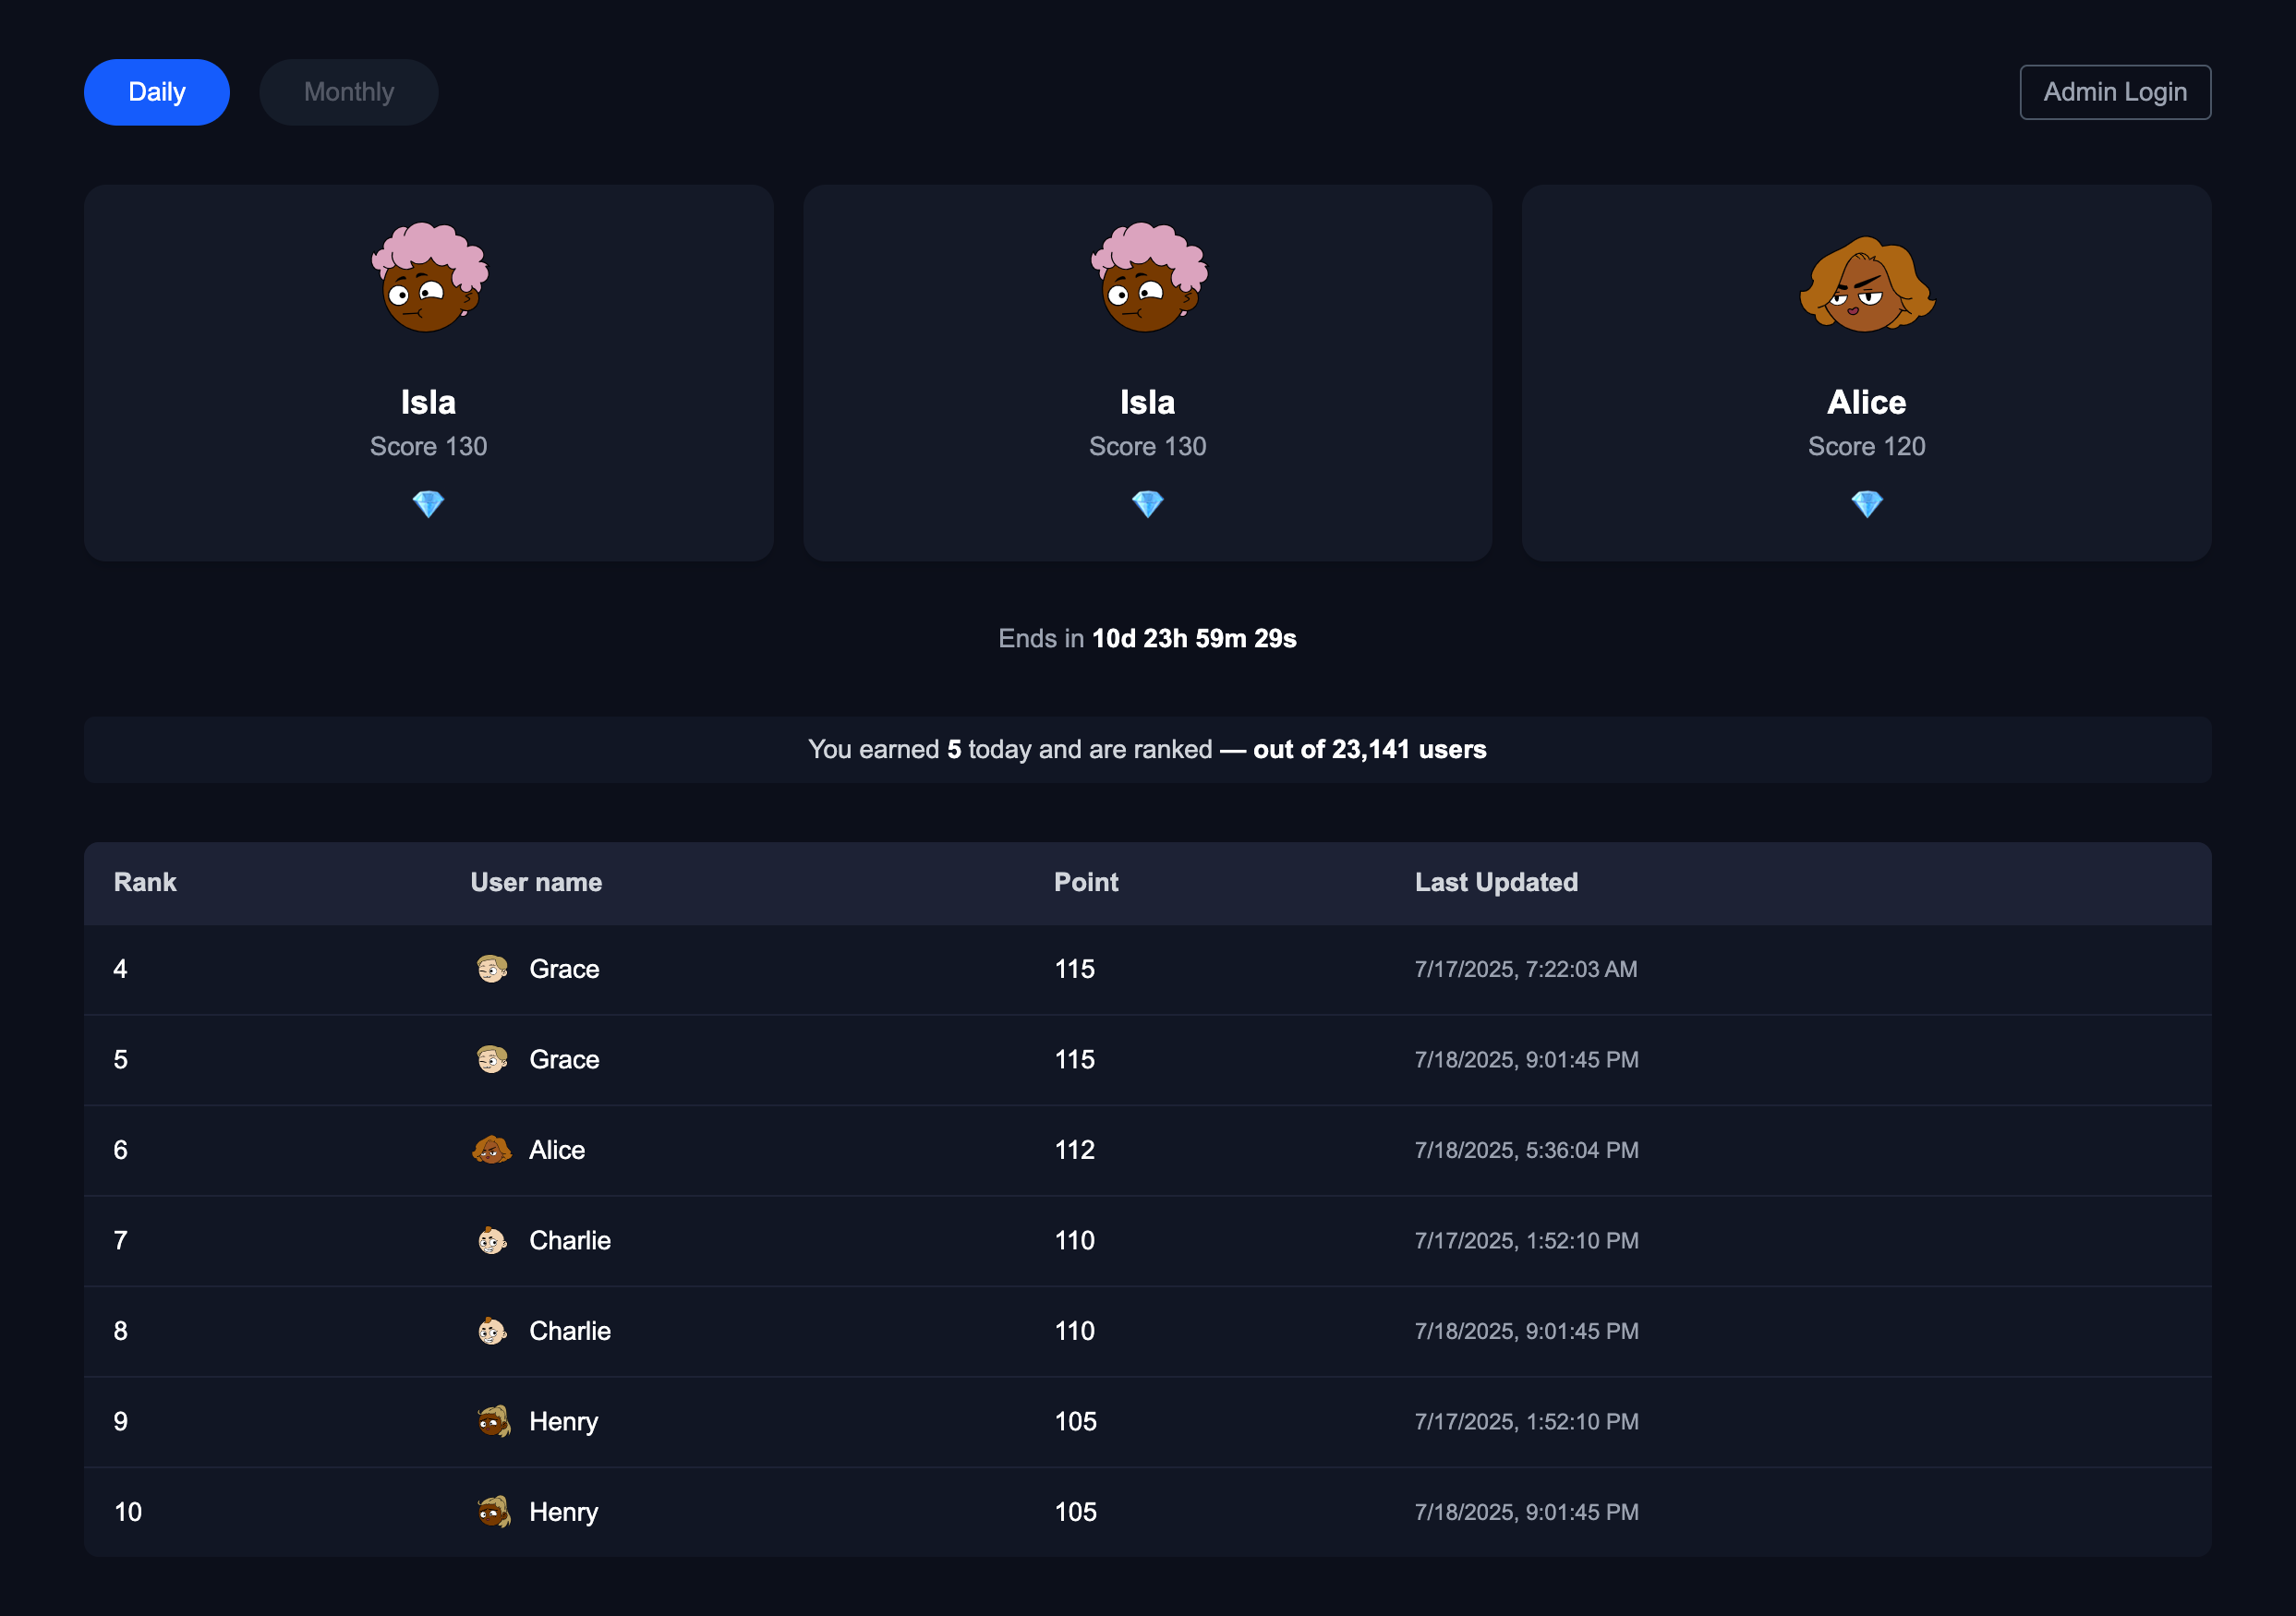 Daily Monthly Admin Login
Isla Isla Alice
Score 130 Score 130 Score 120
Ends in 10d 23h 59m 29s
You earned 5 today and are ranked — out of 23,141 users
Rank User name Point Last Updated
4 Grace 115 7/17/2025, 7:22:03 AM
5 Grace 115 7/18/2025, 9:01:45 PM
6 Alice 112 7/18/2025, 5:36:04 PM
7 Charlie 110 7/17/2025, 1:52:10 PM
8 Charlie 110 7/18/2025, 9:01:45 PM
9 Henry 105 7/17/2025, 1:52:10 PM
10 Henry 105 7/18/2025, 9:01:45 PM